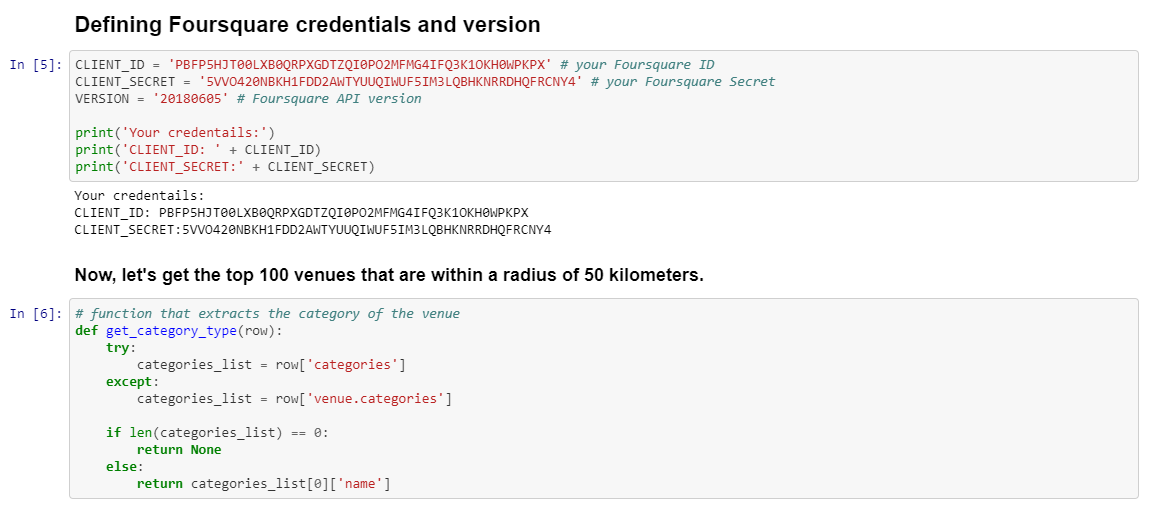 Defining Foursquare credentials and version
In [5]: CLIENT_ID = 'PBFP5HJT00LXB0QRPXGDTZQI0PO2MFMG4IFQ3K1OKH0WPKPX' # your Foursquare ID
CLIENT_SECRET = '5VVO420NBKH1FDD2AWTYUUQIWUF5IM3LQBHKNRRDHQFRCNY4' # your Foursquare Secret
VERSION = '20180605' # Foursquare API version
print('Your credentails:')
print('CLIENT_ID: ' + CLIENT_ID)
print('CLIENT_SECRET:' + CLIENT_SECRET)
Your credentails:
CLIENT_ID: PBFP5HJT00LXB0QRPXGDTZQI0PO2MFMG4IFQ3K1OKH0WPKPX
CLIENT_SECRET:5VVO420NBKH1FDD2AWTYUUQIWUF5IM3LQBHKNRRDHQFRCNY4
Now, let's get the top 100 venues that are within a radius of 50 kilometers.
In [6]: # function that extracts the category of the venue
def get_category_type(row):
    try:
        categories_list = row['categories']
    except:
        categories_list = row['venue.categories']
    if len(categories_list) == 0:
        return None
    else:
        return categories_list[0]['name']